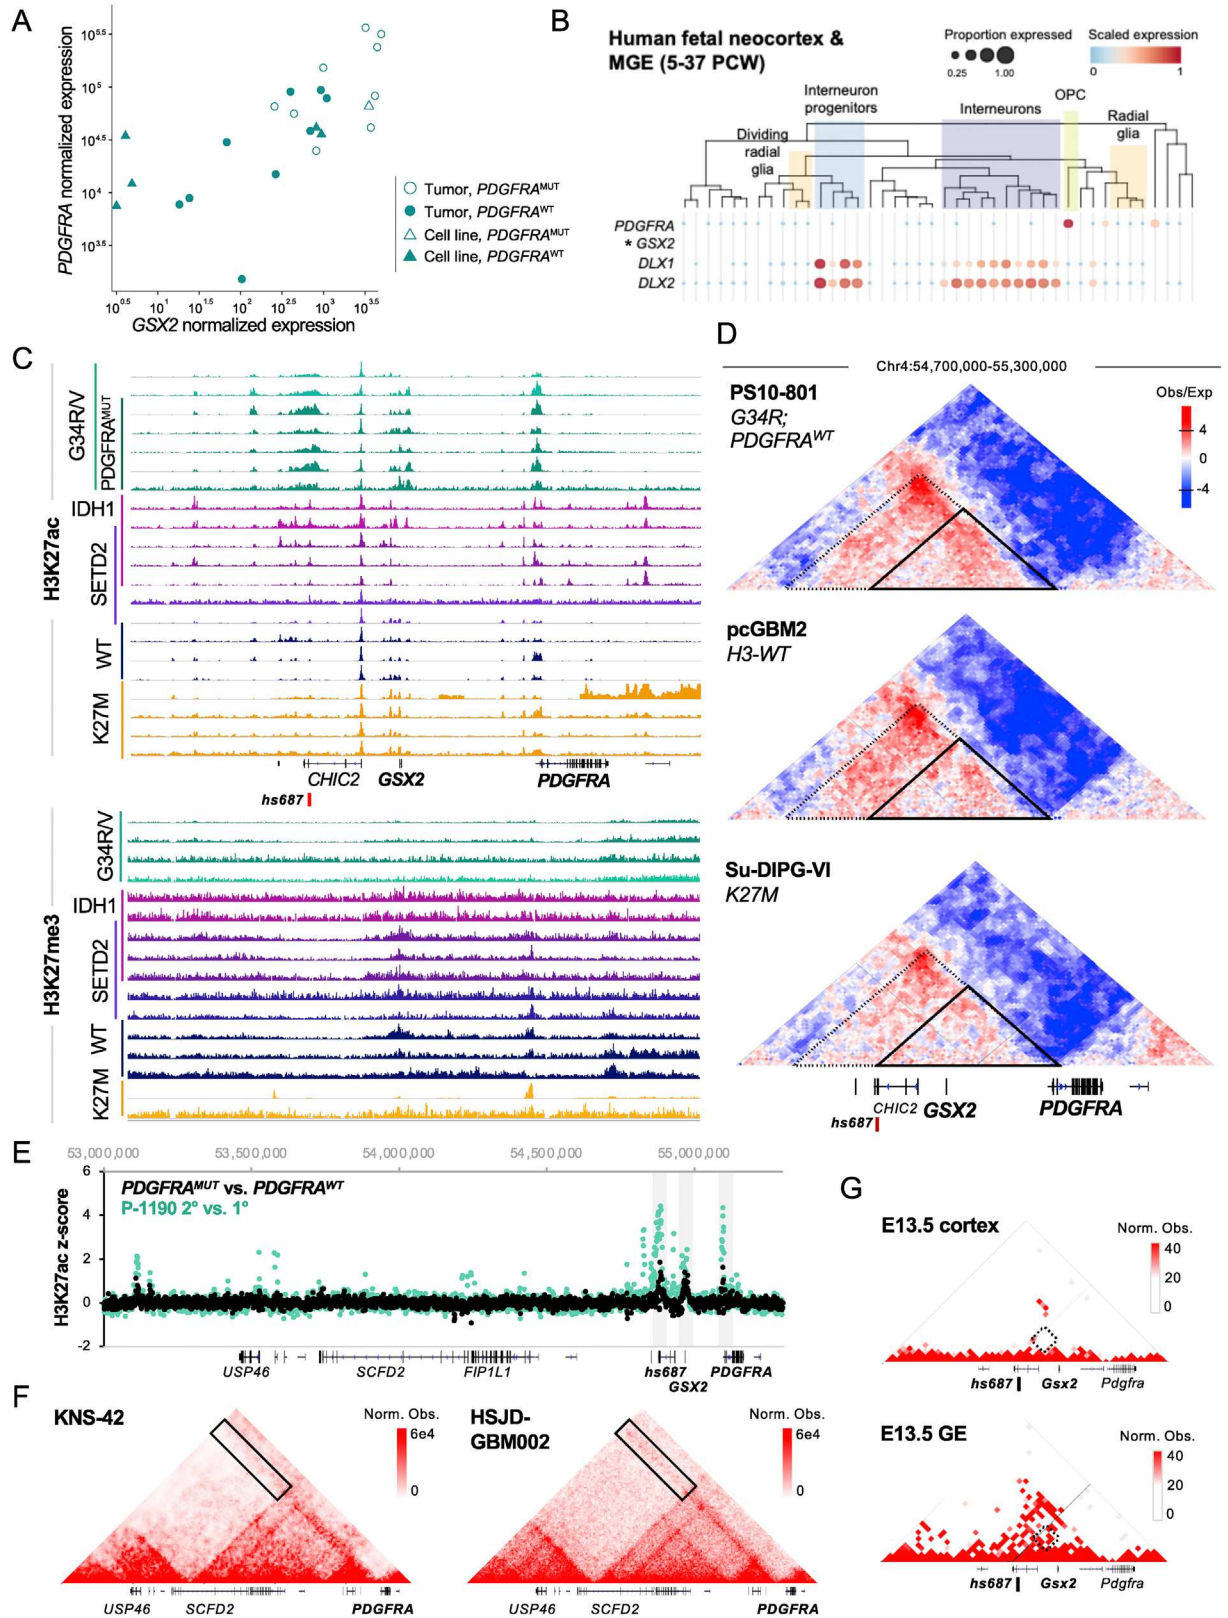 A
PDGFRA normalized expression
10^5.5
10^5
10^4.5
10^4
10^3.5
10^0.5
10^1
10^1.5
10^2
10^2.5
10^3
10^3.5
GSX2 normalized expression
Tumor, PDGFRA^MUT
Tumor, PDGFRA^WT
Cell line, PDGFRA^MUT
Cell line, PDGFRA^WT
B
Human fetal neocortex &
MGE (5-37 PCW)
Proportion expressed
0.25
1.00
Scaled expression
0
1
Interneuron
progenitors
Interneurons
OPC
Radial
glia
Dividing
radial
glia
PDGFRA
* GSX2
DLX1
DLX2
C
H3K27ac
G34R/V
PDGFRA^MUT
IDH1
SETD2
WT
K27M
CHIC2
GSX2
PDGFRA
hs687
H3K27me3
G34R/V
IDH1
SETD2
WT
K27M
D
Chr4:54,700,000-55,300,000
PS10-801
G34R;
PDGFRA^WT
Obs/Exp
4
0
-4
pcGBM2
H3-WT
Su-DIPG-VI
K27M
CHIC2
GSX2
PDGFRA
hs687
E
53,000,000
53,500,000
54,000,000
54,500,000
55,000,000
H3K27ac z-score
6
4
2
0
-2
PDGFRA^MUT vs. PDGFRA^WT
P-1190 2° vs. 1°
USP46
SCFD2
FIP1L1
hs687
GSX2
PDGFRA
F
KNS-42
Norm. Obs.
6e4
0
USP46
SCFD2
PDGFRA
HSJD-
GBM002
Norm. Obs.
6e4
0
USP46
SCFD2
PDGFRA
G
E13.5 cortex
Norm. Obs.
40
20
0
hs687
Gsx2
Pdgfra
E13.5 GE
Norm. Obs.
40
20
0
hs687
Gsx2
Pdgfra